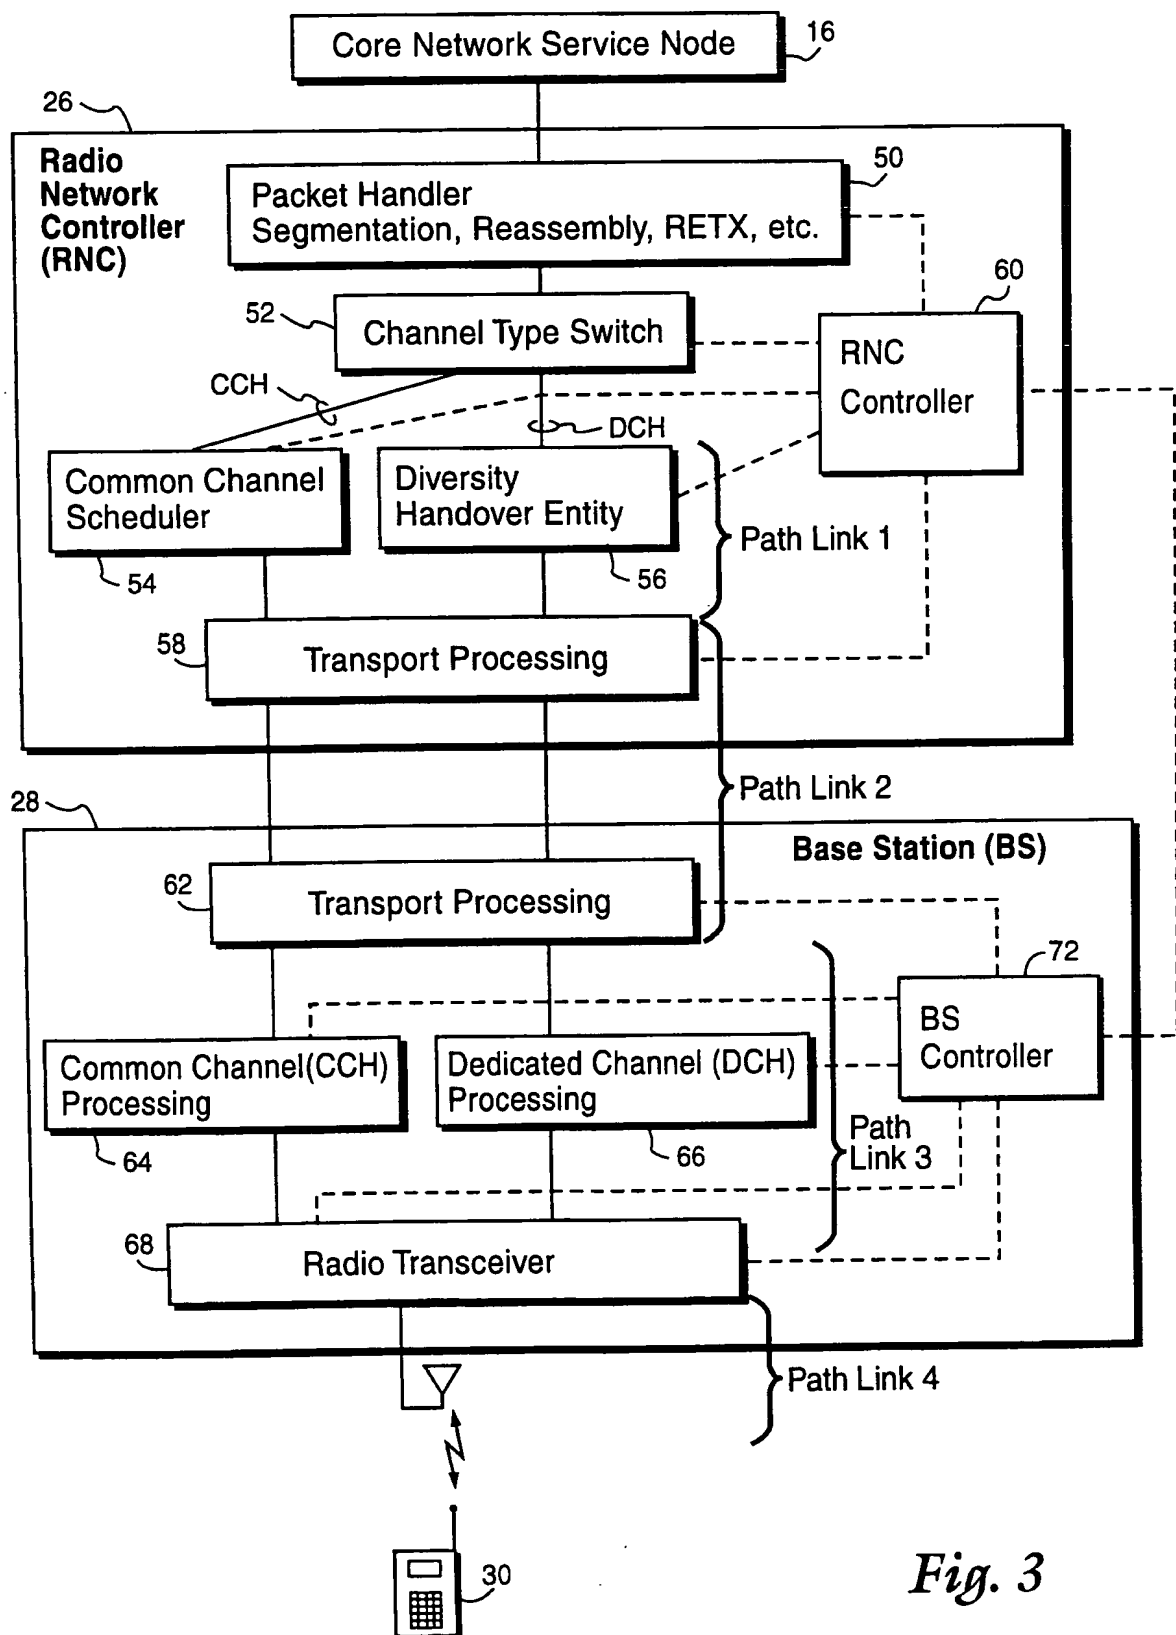 Core Network Service Node
16
26
Radio
Network
Controller
(RNC)
50
Packet Handler
Segmentation, Reassembly, RETX, etc.
60
52
Channel Type Switch
RNC
Controller
CCH
DCH
Common Channel
Scheduler
Diversity
Handover Entity
Path Link 1
54
56
58
Transport Processing
Path Link 2
28
Base Station (BS)
62
Transport Processing
72
BS
Controller
Common Channel(CCH)
Processing
Dedicated Channel (DCH)
Processing
64
66
Path
Link 3
68
Radio Transceiver
Path Link 4
30
Fig. 3